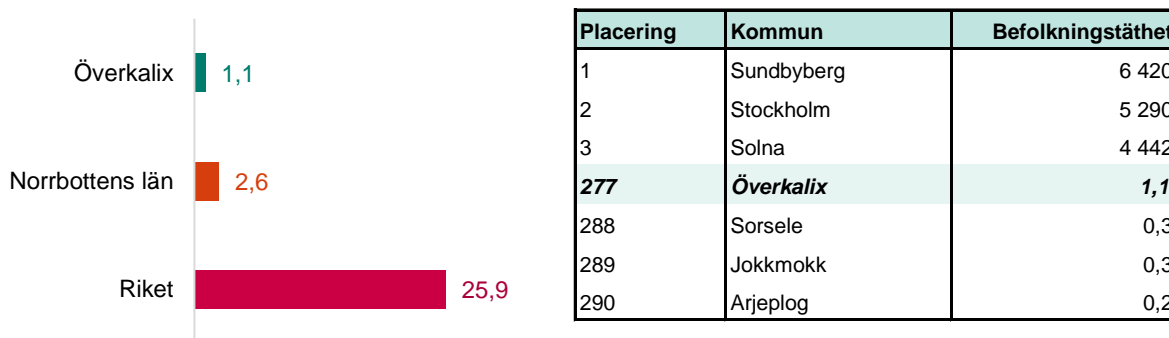 Överkalix 1,1
Norrbottens län 2,6
Riket 25,9
Placering Kommun Befolkningstäthet
1 Sundbyberg 6 420
2 Stockholm 5 290
3 Solna 4 442
277 Överkalix 1,1
288 Sorsele 0,3
289 Jokkmokk 0,3
290 Arjeplog 0,2